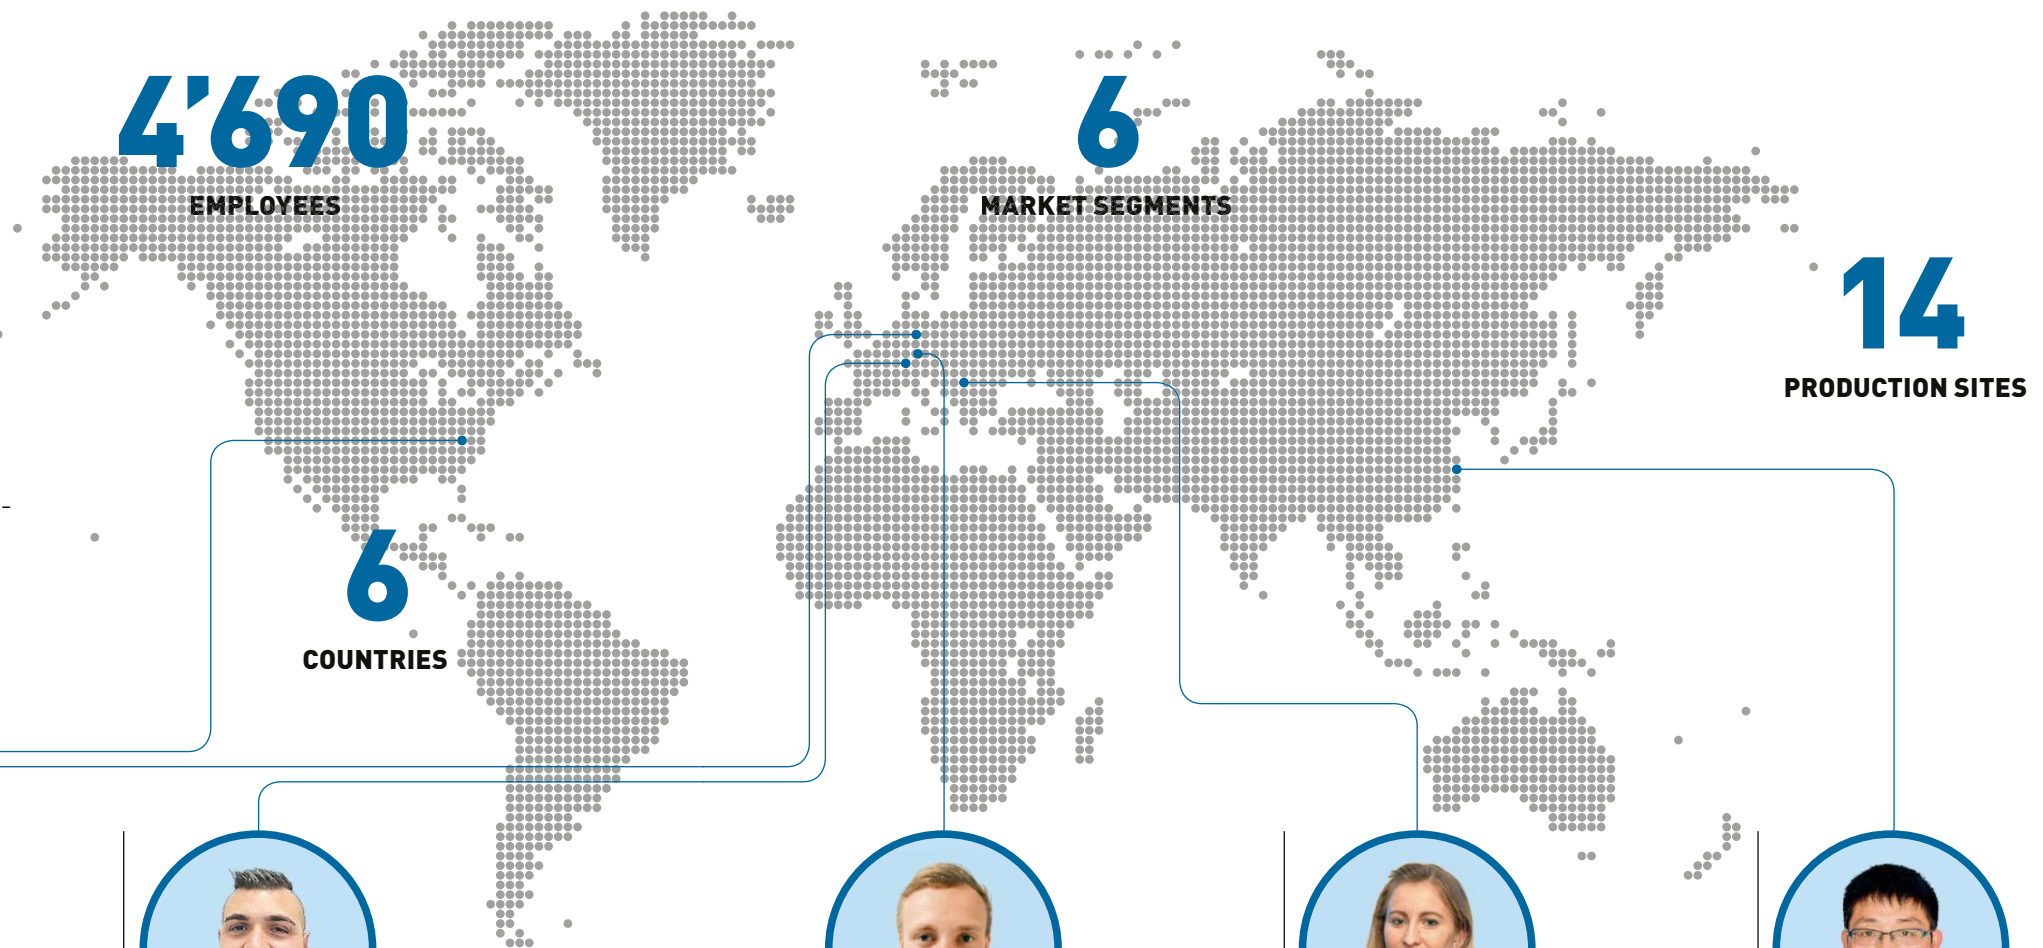 4’690
EMPLOYEES
6
MARKET SEGMENTS
14
PRODUCTION SITES
6
COUNTRIES
-